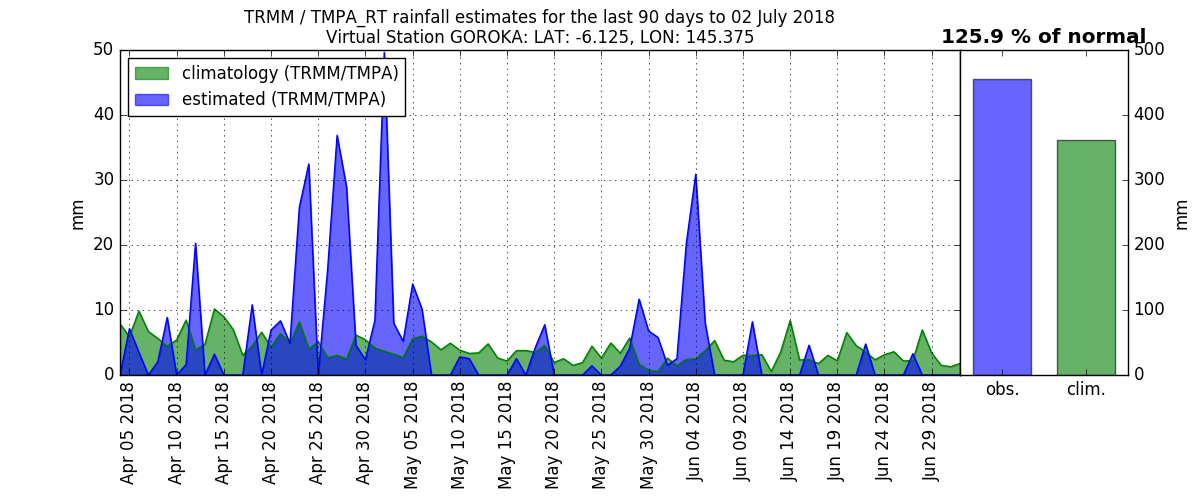 TRMM / TMPA_RT rainfall estimates for the last 90 days to 02 July 2018
Virtual Station GOROKA: LAT: -6.125, LON: 145.375
125.9 % of normal
climatology (TRMM/TMPA)
estimated (TRMM/TMPA)
50
40
30
20
10
0
mm
Apr 05 2018
Apr 10 2018
Apr 15 2018
Apr 20 2018
Apr 25 2018
Apr 30 2018
May 05 2018
May 10 2018
May 15 2018
May 20 2018
May 25 2018
May 30 2018
Jun 04 2018
Jun 09 2018
Jun 14 2018
Jun 19 2018
Jun 24 2018
Jun 29 2018
obs.
clim.
500
400
300
200
100
0
mm